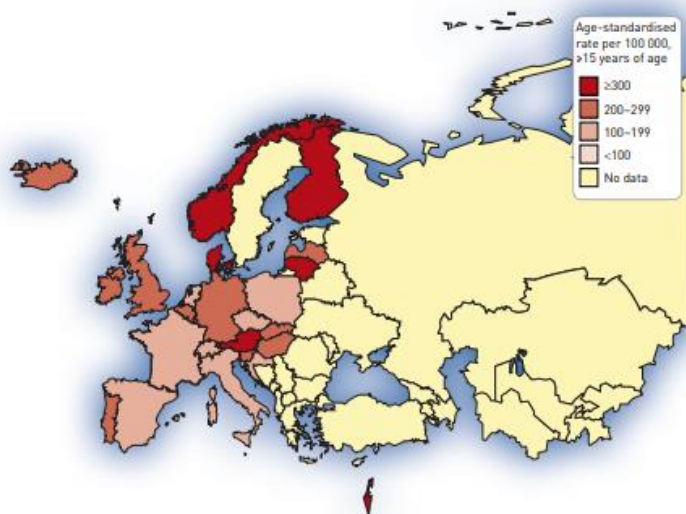 Age-standardised
rate per 100 000,
≥15 years of age
≥300
200–299
100–199
<100
No data